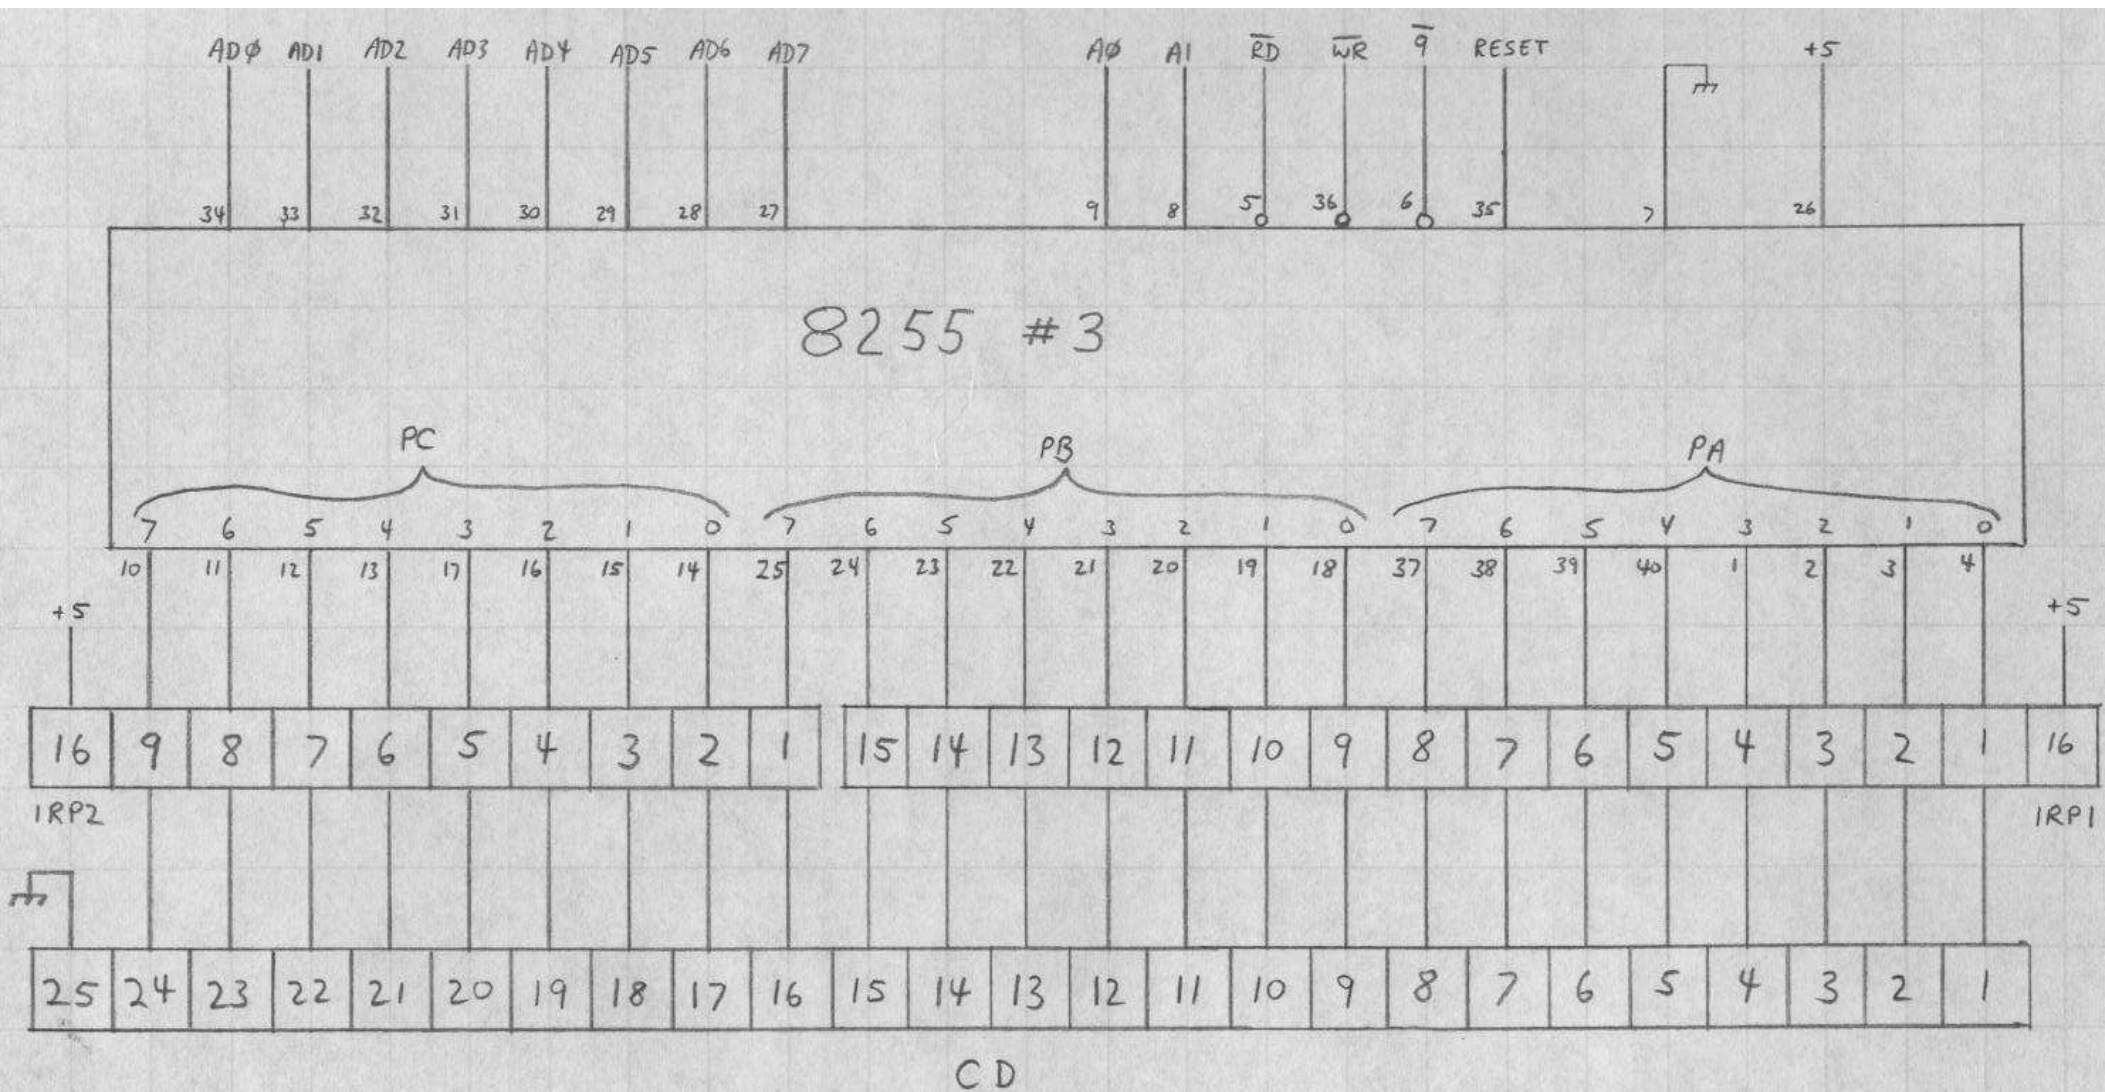 ADØ AD1 AD2 AD3 AD4 AD5 AD6 AD7 AØ A1 R̅D̅ W̅R̅ 9̅ RESET +5
34 33 32 31 30 29 28 27 9 8 5 36 6 35 7 26
8255 #3
PC PB PA
7 6 5 4 3 2 1 0 7 6 5 4 3 2 1 0 7 6 5 4 3 2 1 0
10 11 12 13 17 16 15 14 25 24 23 22 21 20 19 18 37 38 39 40 1 2 3 4
+5 +5
16 9 8 7 6 5 4 3 2 1 15 14 13 12 11 10 9 8 7 6 5 4 3 2 1 16
IRP2 IRP1
25 24 23 22 21 20 19 18 17 16 15 14 13 12 11 10 9 8 7 6 5 4 3 2 1
CD